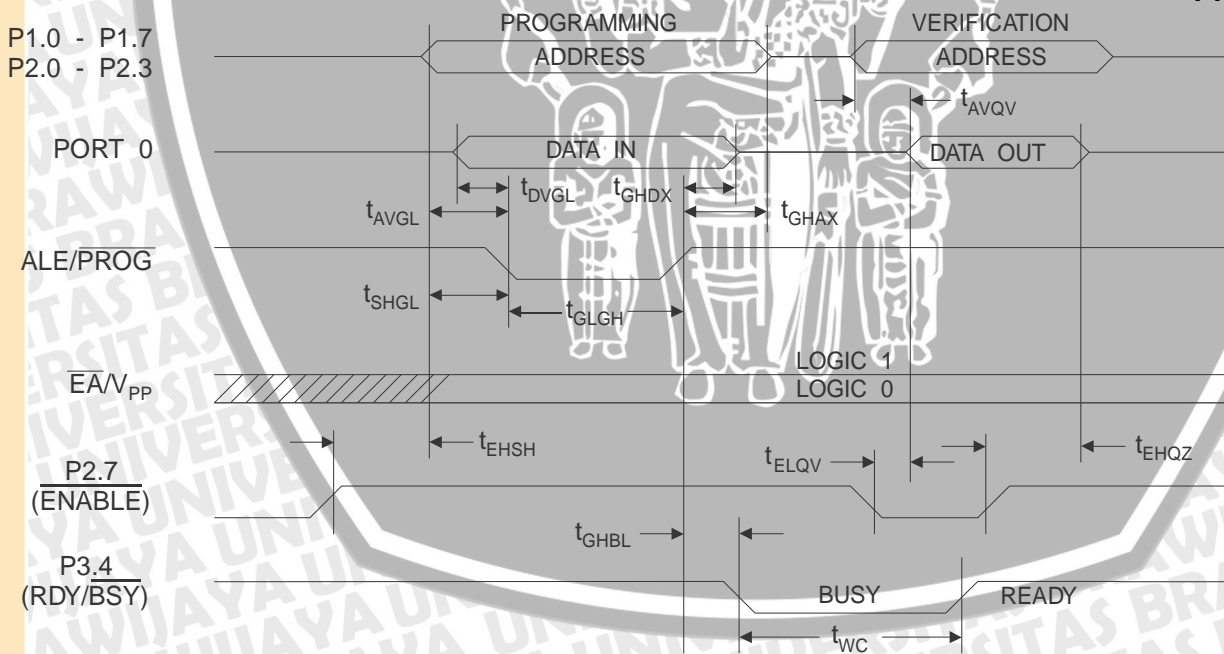 PROGRAMMING VERIFICATION
P1.0 - P1.7
P2.0 - P2.3
ADDRESS ADDRESS
tAVQV
PORT 0 DATA IN DATA OUT
tDVGL tGHDX
tAVGL tGHAX
ALE/PROG
tSHGL tGLGH
LOGIC 1
EA/VPP LOGIC 0
tEHSH tELQV tEHQZ
P2.7
(ENABLE)
tGHBL
P3.4
(RDY/BSY) BUSY READY
tWC